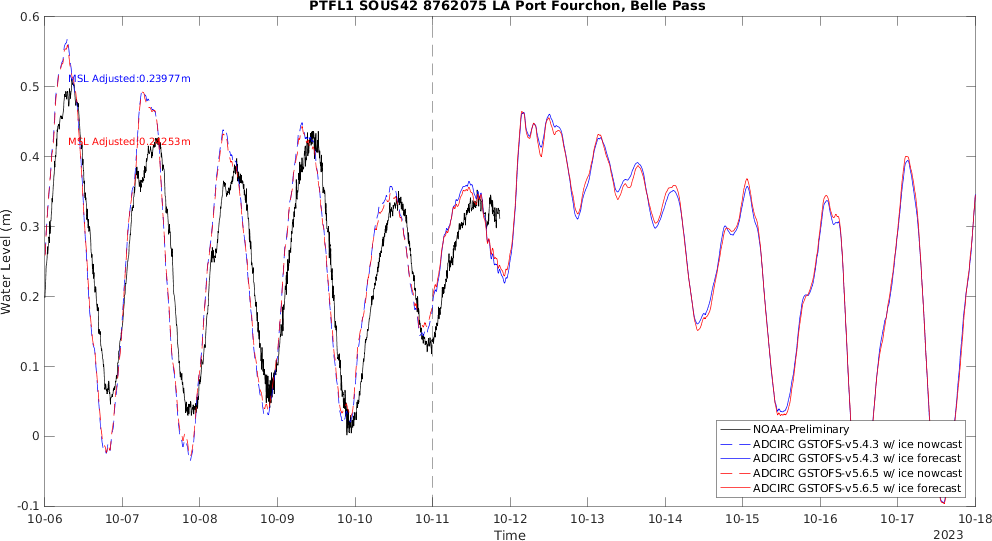 PTFL1 SOUS42 8762075 LA Port Fourchon, Belle Pass
0.6
0.5
0.4
0.3
0.2
0.1
0
-0.1
Water Level (m)
MSL Adjusted:0.23977m
MSL Adjusted:
NOAA-Preliminary
ADCIRC GSTOFS-v5.4.3 w/ ice nowcast
ADCIRC GSTOFS-v5.4.3 w/ ice forecast
ADCIRC GSTOFS-v5.6.5 w/ ice nowcast
ADCIRC GSTOFS-v5.6.5 w/ ice forecast
10-06 10-07 10-08 10-09 10-10 10-11 10-12 10-13 10-14 10-15 10-16 10-17 10-18
Time
2023